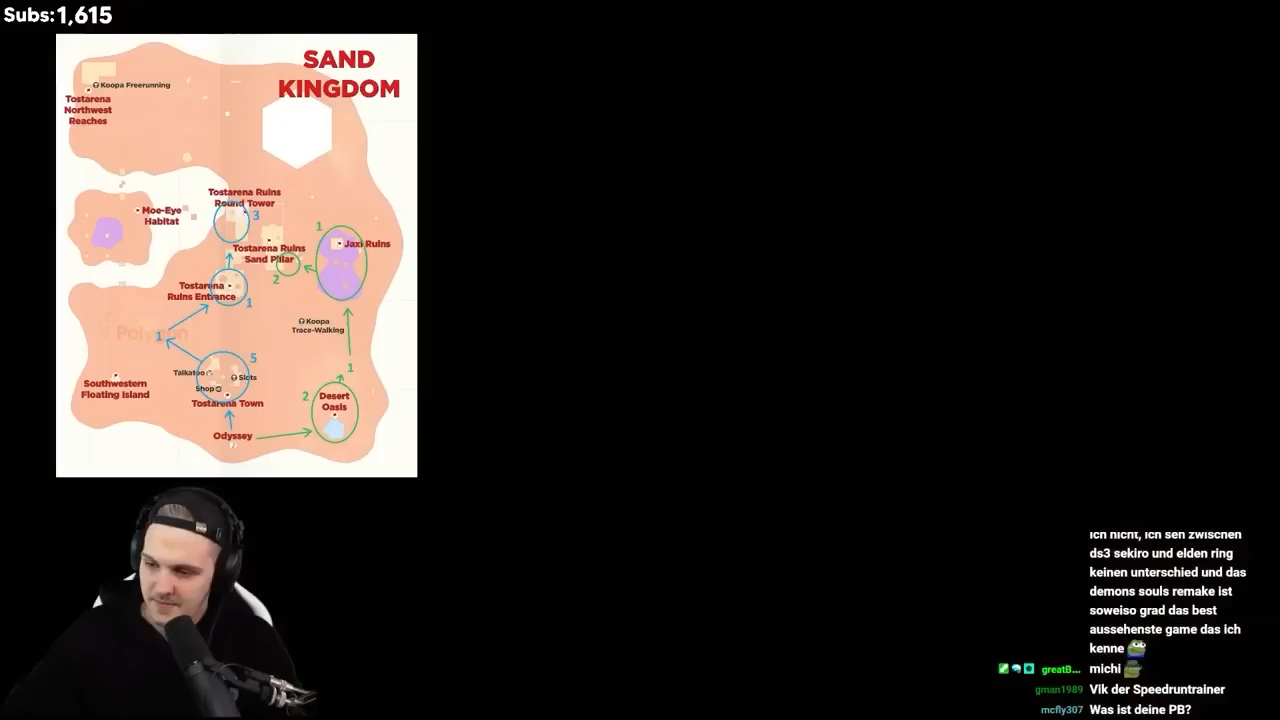 Subs:1,615
SAND
KINGDOM
Koopa Freerunning
Tostarena
Northwest
Reaches
Tostarena Ruins
Round Tower
3
Moe-Eye
Habitat
1
Jaxi Ruins
Tostarena Ruins
Sand Pillar
2
Tostarena
Ruins Entrance
1
Koopa
Trace-Walking
1
5
1
Talkatoo
Slots
Shop
Tostarena Town
Southwestern
Floating Island
2
Desert
Oasis
Odyssey
ich nicht, ich seh zwischen
ds3 sekiro und elden ring
keinen unterschied und das
demons souls remake ist
soweiso grad das best
aussehenste game das ich
kenne
greatB... michi
gman1989 Vik der Speedruntrainer
mcfly307 Was ist deine PB?